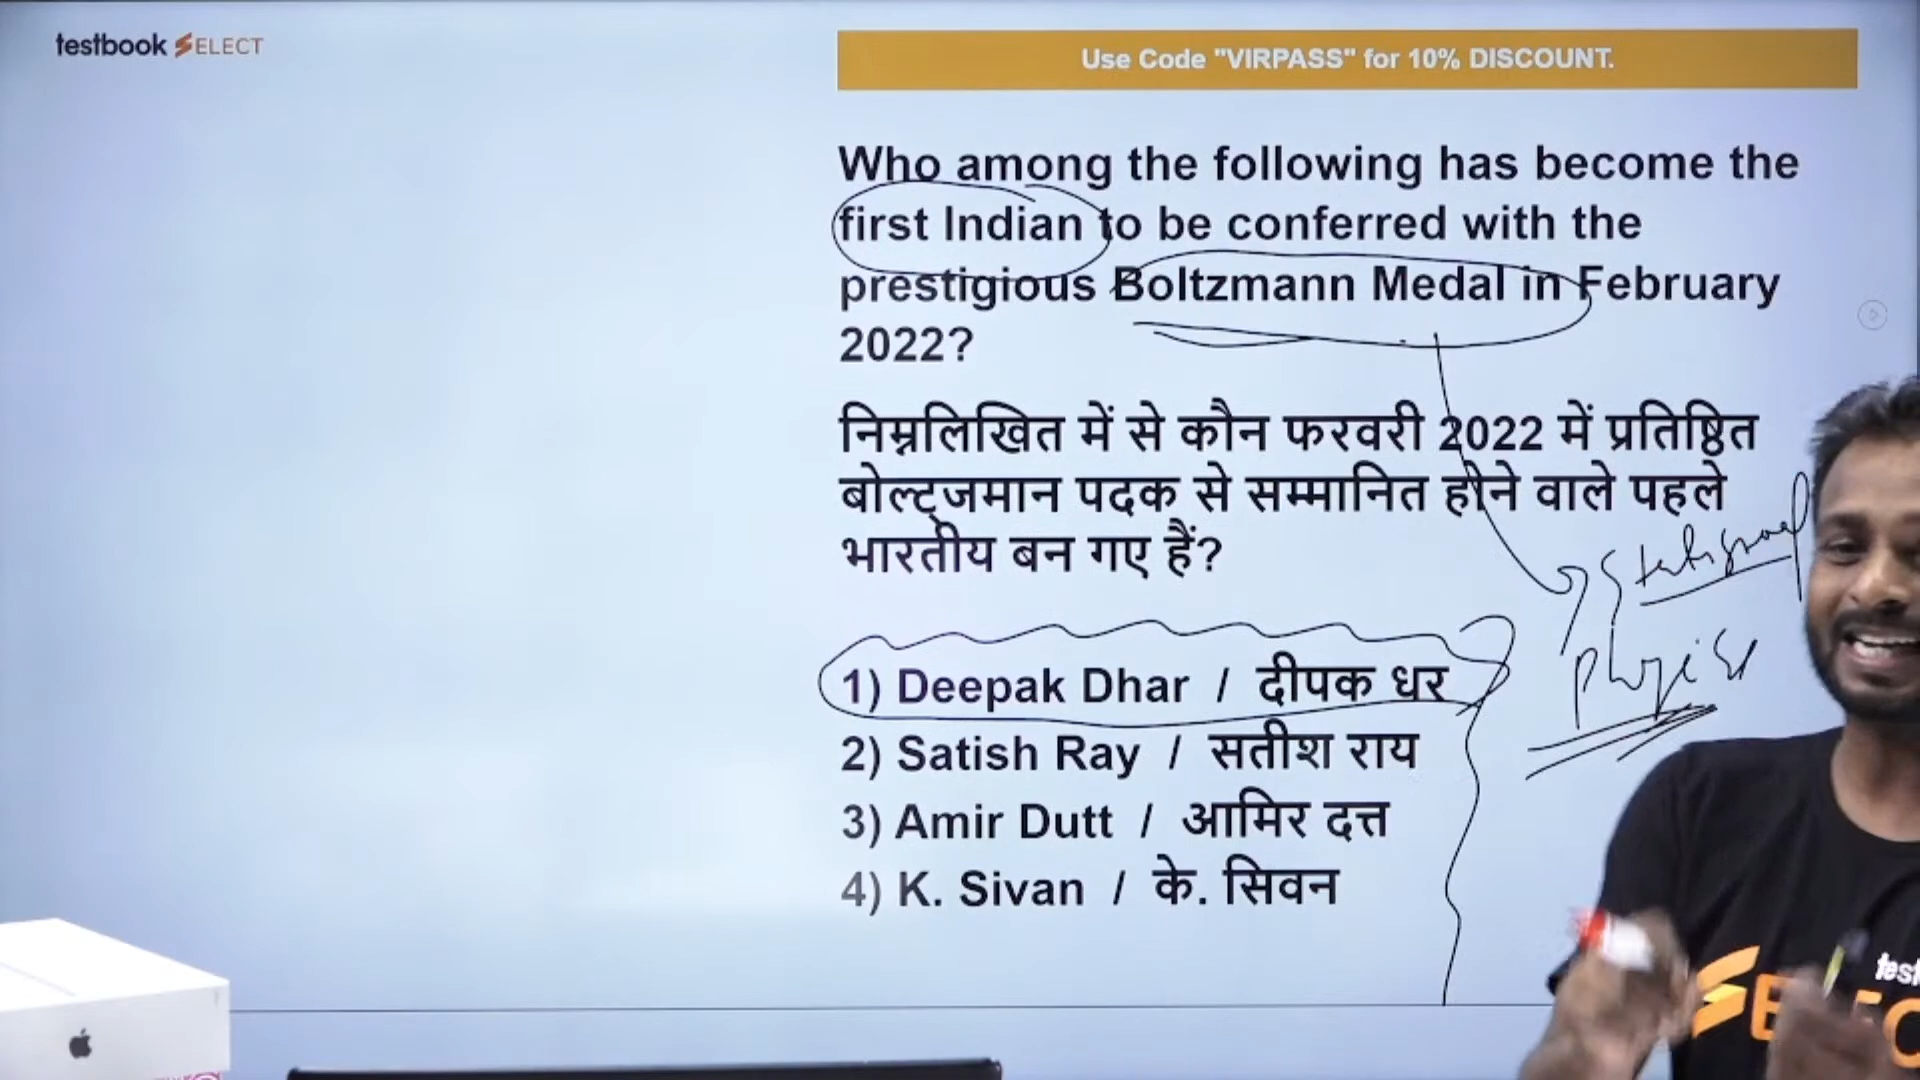 testbook SELECT
Use Code "VIRPASS" for 10% DISCOUNT.
Who among the following has become the
first Indian to be conferred with the
prestigious Boltzmann Medal in February
2022?
निम्नलिखित में से कौन फरवरी 2022 में प्रतिष्ठित
बोल्ट्जमान पदक से सम्मानित होने वाले पहले
भारतीय बन गए हैं?
1) Deepak Dhar / दीपक धर
2) Satish Ray / सतीश राय
3) Amir Dutt / आमिर दत्त
4) K. Sivan / के. सिवन